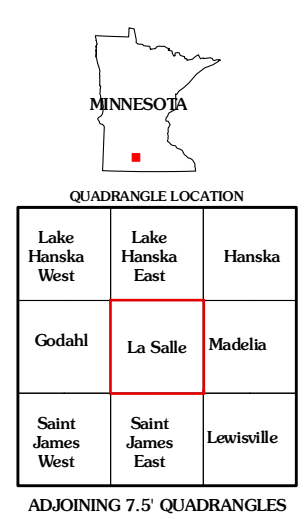 MINNESOTA
QUADRANGLE LOCATION
Lake
Hanska
West
Lake
Hanska
East
Hanska
Godahl
La Salle
Madelia
Saint
James
West
Saint
James
East
Lewisville
ADJOINING 7.5' QUADRANGLES